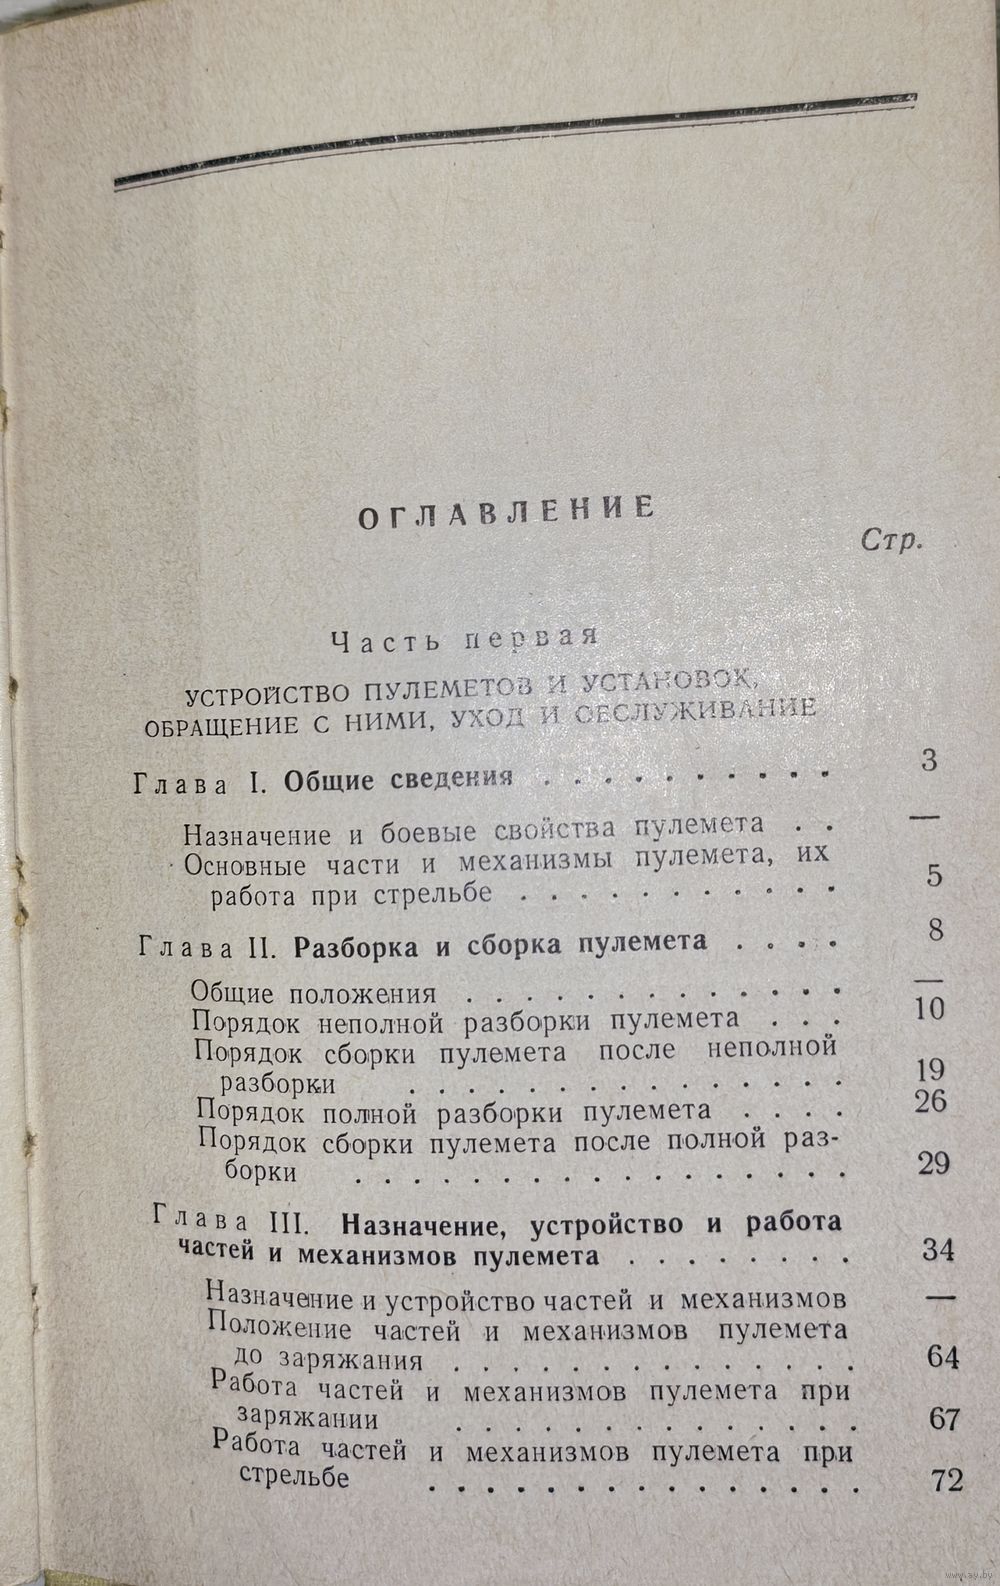 ОГЛАВЛЕНИЕ
Стр.
Часть первая
УСТРОЙСТВО ПУЛЕМЕТОВ И УСТАНОВОК,
ОБРАЩЕНИЕ С НИМИ, УХОД И ОБСЛУЖИВАНИЕ
Глава I. Общие сведения . . . . . . . . . . 3
Назначение и боевые свойства пулемета . . —
Основные части и механизмы пулемета, их
работа при стрельбе . . . . . . . . . . . 5
Глава II. Разборка и сборка пулемета . . . . 8
Общие положения . . . . . . . . . . . . . —
Порядок неполной разборки пулемета . . . 10
Порядок сборки пулемета после неполной
разборки . . . . . . . . . . . . . . . 19
Порядок полной разборки пулемета . . . . 26
Порядок сборки пулемета после полной раз-
борки . . . . . . . . . . . . . . . . . 29
Глава III. Назначение, устройство и работа
частей и механизмов пулемета . . . . . . . . 34
Назначение и устройство частей и механизмов —
Положение частей и механизмов пулемета
до заряжания . . . . . . . . . . . . . . 64
Работа частей и механизмов пулемета при
заряжании . . . . . . . . . . . . . . 67
Работа частей и механизмов пулемета при
стрельбе . . . . . . . . . . . . . . . 72
www.ay.by